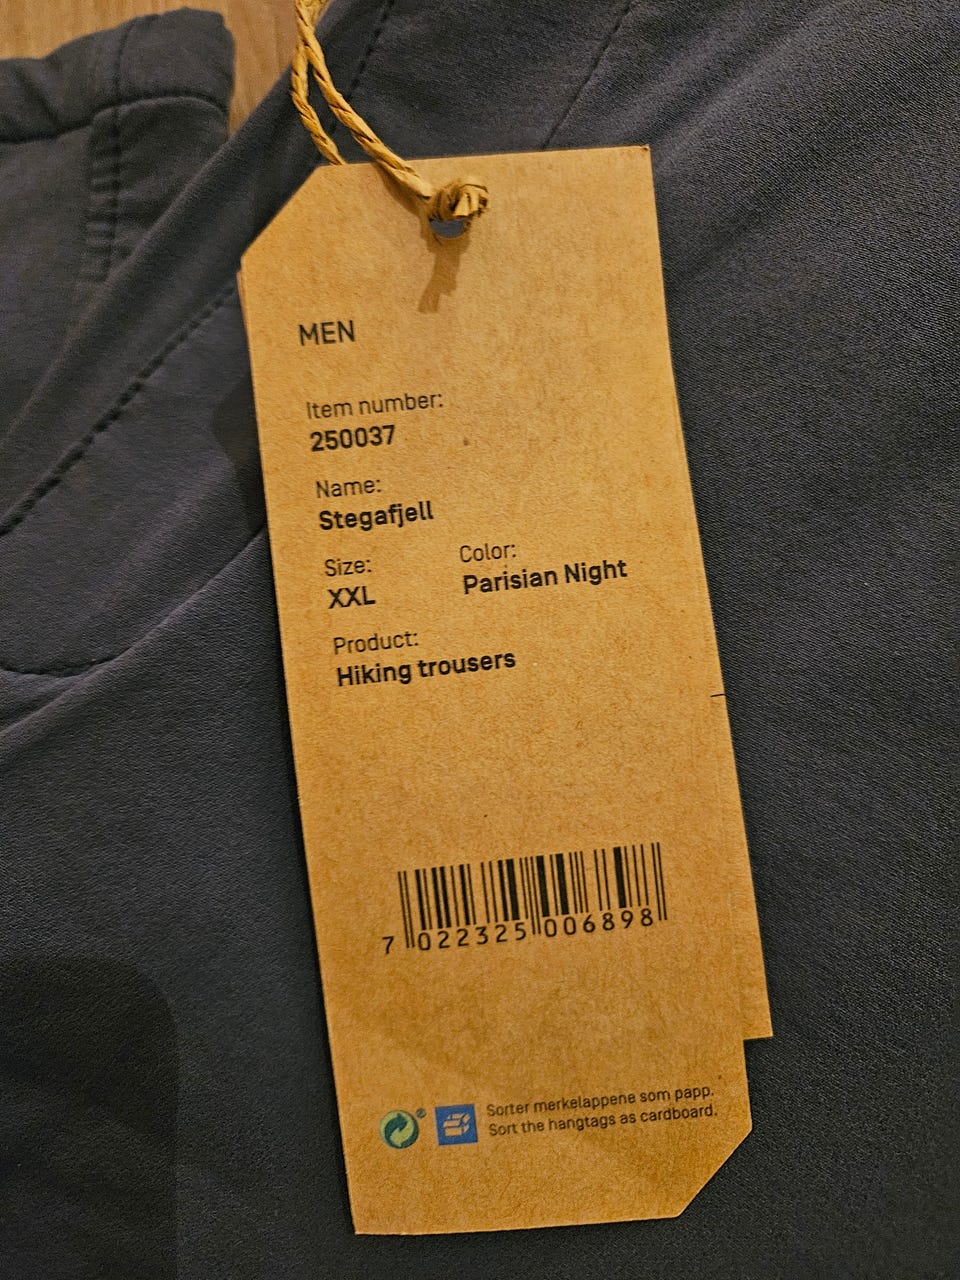 MEN
Item number:
250037
Name:
Stegafjell
Size: Color:
XXL Parisian Night
Product:
Hiking trousers
7 022325 006898
® Sorter merkelappene som papp.
Sort the hangtags as cardboard.